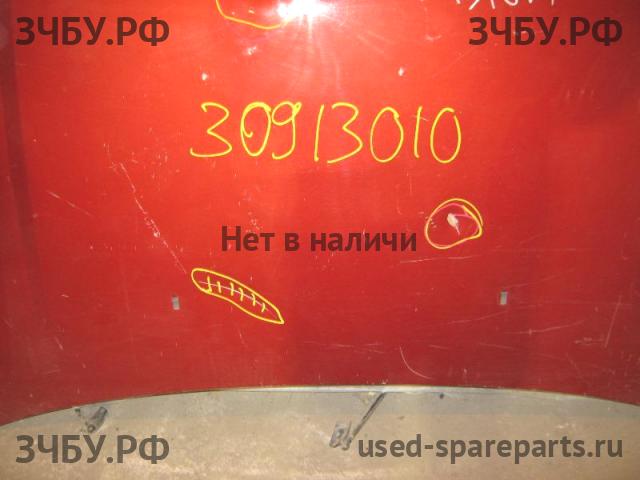 ЗЧБУ.РФ
ЗЧБУ.РФ
30913010
Нет в наличи
ЗЧБУ.РФ
used-spareparts.ru